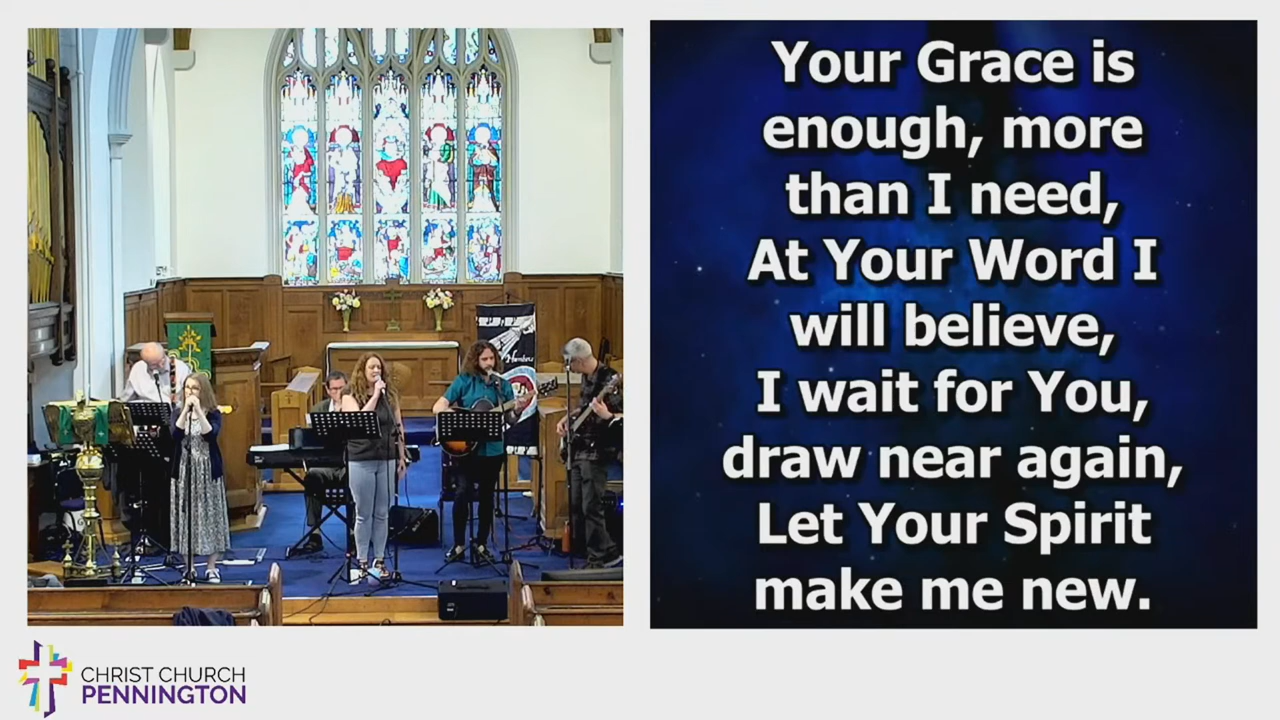 Your Grace is
enough, more
than I need,
At Your Word I
will believe,
I wait for You,
draw near again,
Let Your Spirit
make me new.
CHRIST CHURCH
PENNINGTON